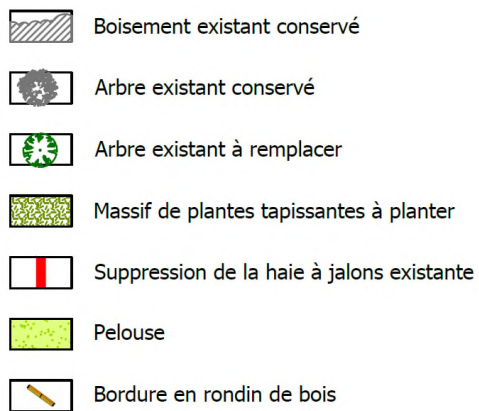 Boisement existant conservé
Arbre existant conservé
Arbre existant à remplacer
Massif de plantes tapissantes à planter
Suppression de la haie à jalons existante
Pelouse
Bordure en rondin de bois